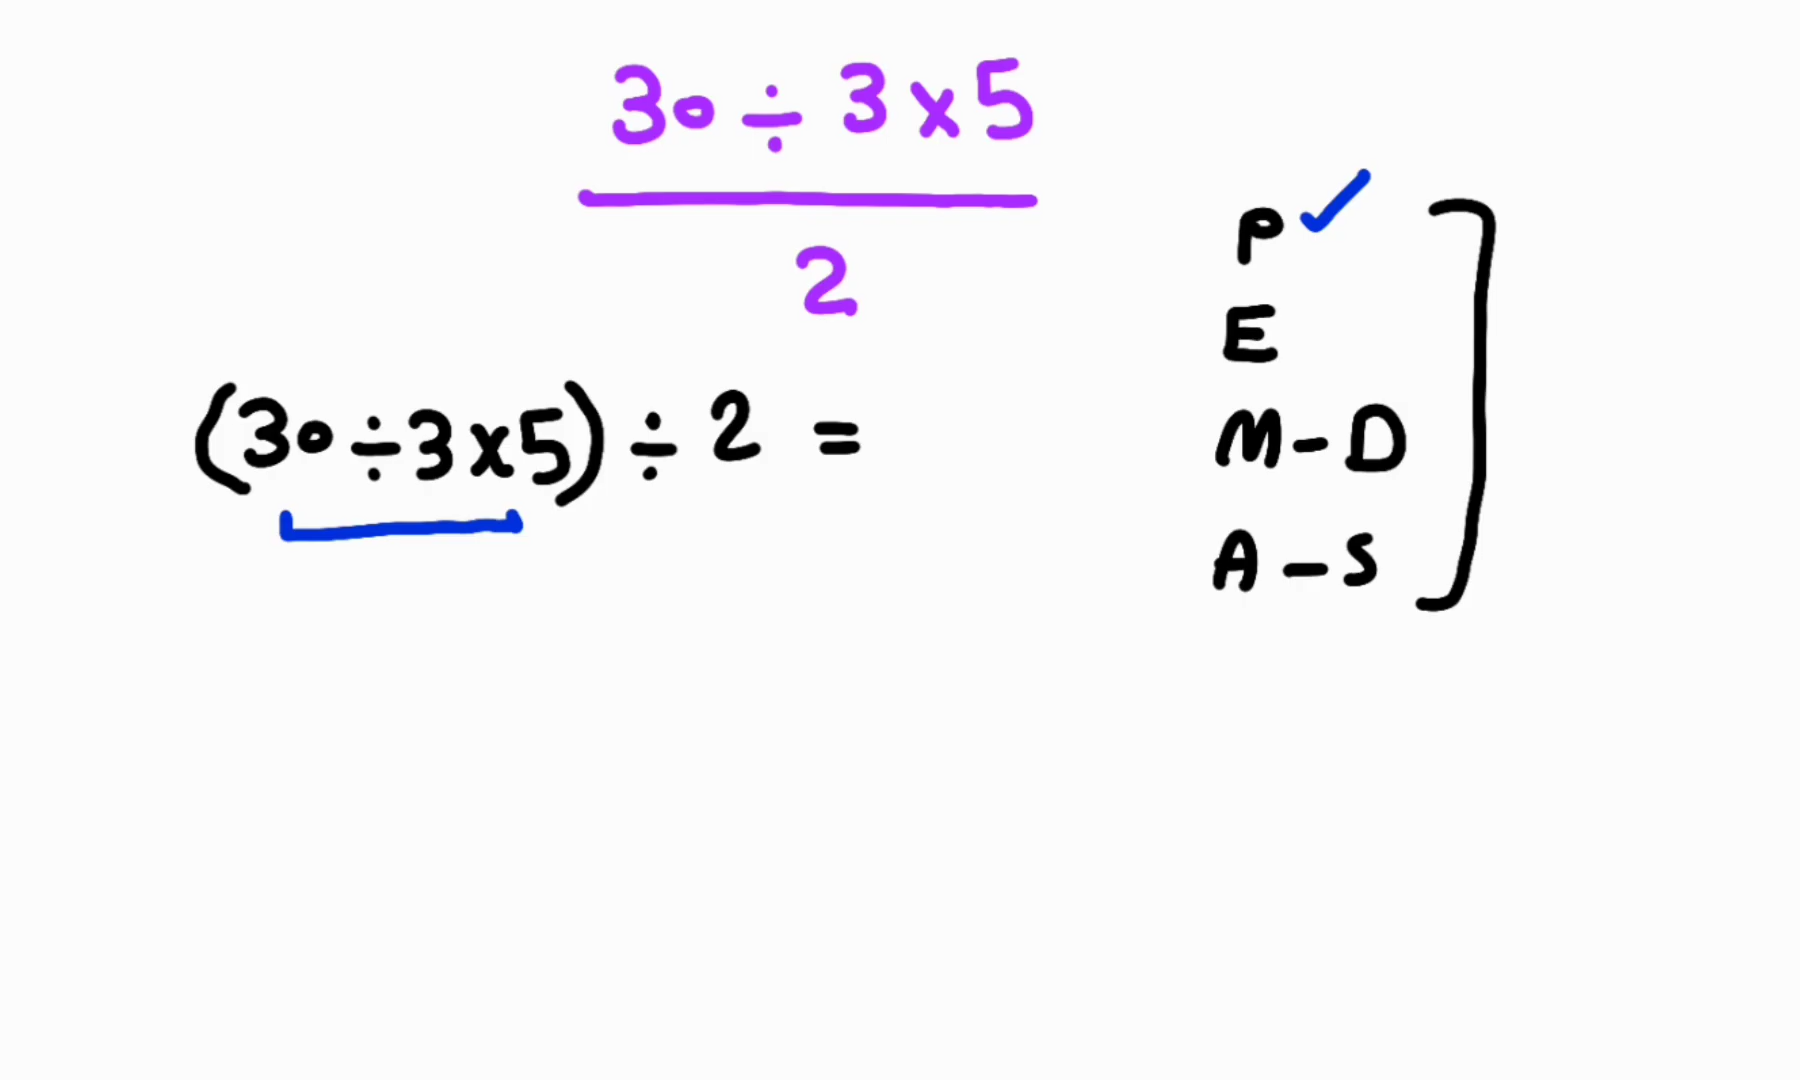 30 ÷ 3 x 5
2
(30 ÷ 3 x 5) ÷ 2 =
P ✓
E
M - D
A - S